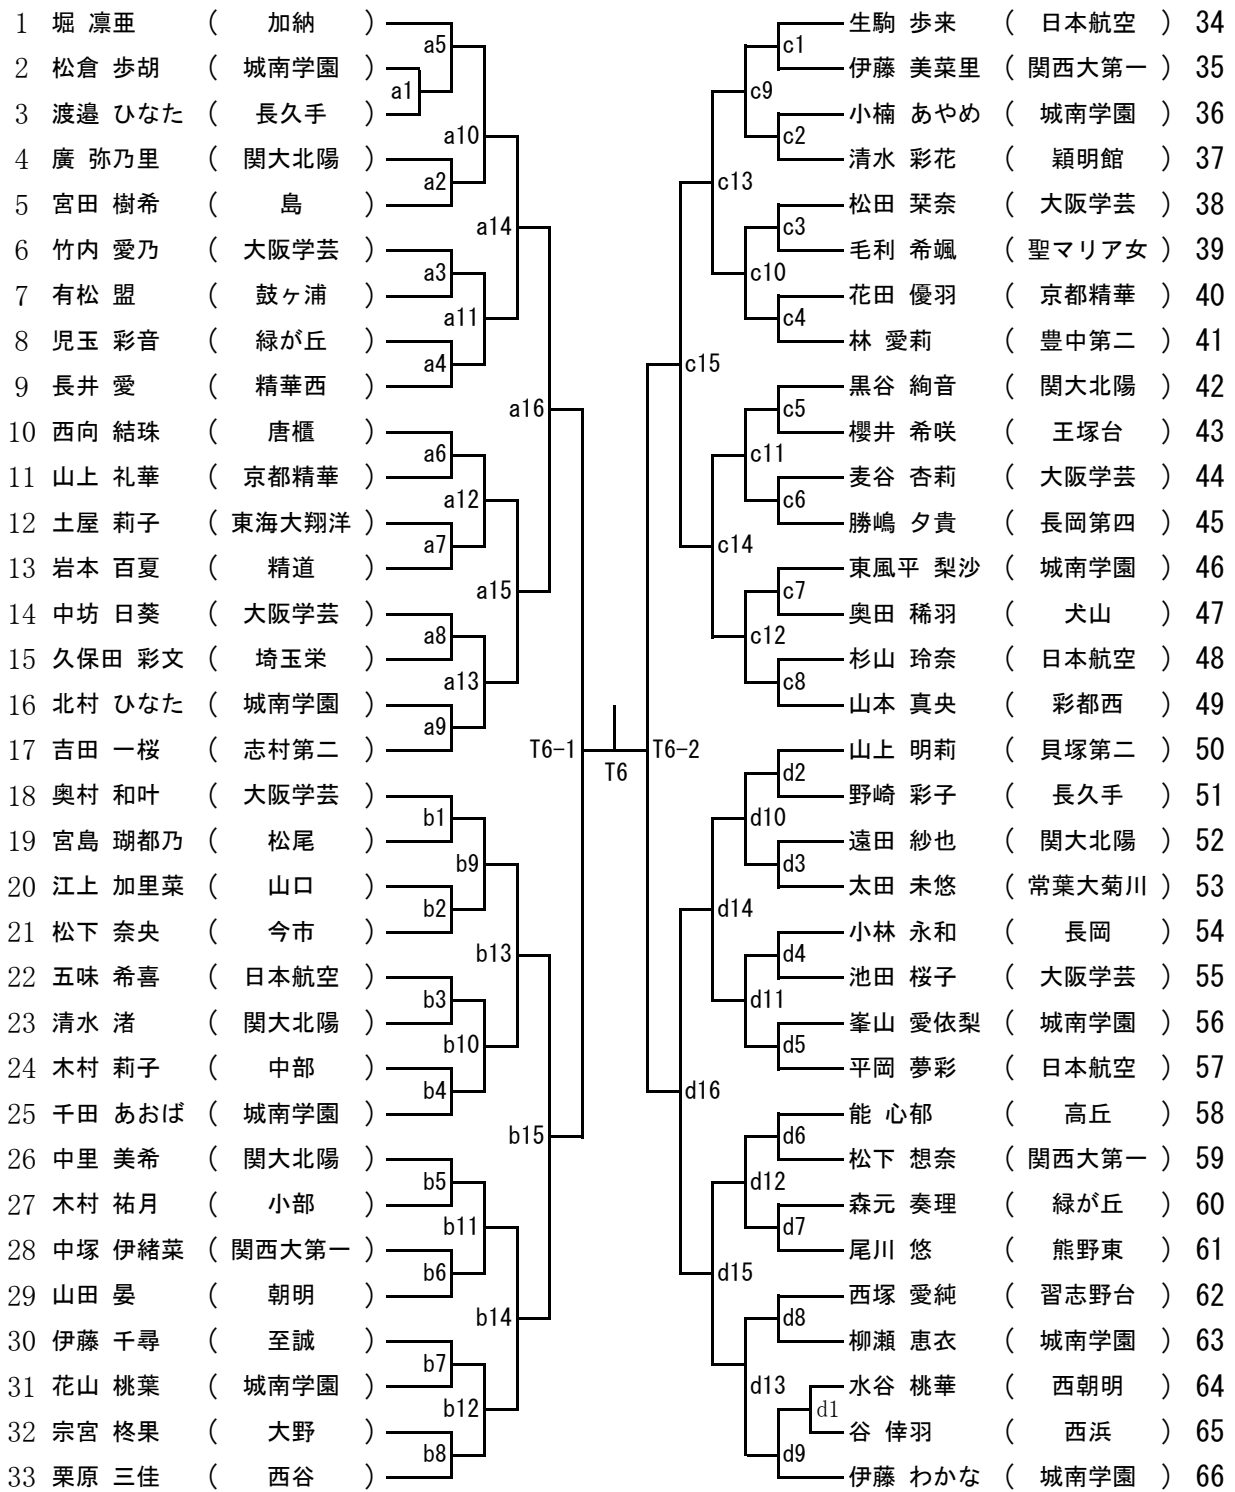 1 堀 凛亜 ( 加納 )
2 松倉 歩胡 ( 城南学園 )
3 渡邉 ひなた ( 長久手 )
4 廣 弥乃里 ( 関大北陽 )
5 宮田 樹希 ( 島 )
6 竹内 愛乃 ( 大阪学芸 )
7 有松 盟 ( 鼓ヶ浦 )
8 児玉 彩音 ( 緑が丘 )
9 長井 愛 ( 精華西 )
10 西向 結珠 ( 唐櫃 )
11 山上 礼華 ( 京都精華 )
12 土屋 莉子 ( 東海大翔洋 )
13 岩本 百夏 ( 精道 )
14 中坊 日葵 ( 大阪学芸 )
15 久保田 彩文 ( 埼玉栄 )
16 北村 ひなた ( 城南学園 )
17 吉田 一桜 ( 志村第二 )
18 奥村 和叶 ( 大阪学芸 )
19 宮島 瑚都乃 ( 松尾 )
20 江上 加里菜 ( 山口 )
21 松下 奈央 ( 今市 )
22 五味 希喜 ( 日本航空 )
23 清水 渚 ( 関大北陽 )
24 木村 莉子 ( 中部 )
25 千田 あおば ( 城南学園 )
26 中里 美希 ( 関大北陽 )
27 木村 祐月 ( 小部 )
28 中塚 伊緒菜 ( 関西大第一 )
29 山田 晏 ( 朝明 )
30 伊藤 千尋 ( 至誠 )
31 花山 桃葉 ( 城南学園 )
32 宗宮 柊果 ( 大野 )
33 栗原 三佳 ( 西谷 )
a5
a1
a10
a2
a14
a3
a11
a4
a16
a6
a12
a7
a15
a8
a13
a9
T6-1
T6
T6-2
b1
b9
b2
b13
b3
b10
b4
b15
b5
b11
b6
b14
b7
b12
b8
c1
c9
c2
c13
c3
c10
c4
c15
c5
c11
c6
c14
c7
c12
c8
d2
d10
d3
d14
d4
d11
d5
d16
d6
d12
d7
d15
d8
d13
d1
d9
生駒 歩来 ( 日本航空 ) 34
伊藤 美菜里 ( 関西大第一 ) 35
小楠 あやめ ( 城南学園 ) 36
清水 彩花 ( 穎明館 ) 37
松田 栞奈 ( 大阪学芸 ) 38
毛利 希颯 ( 聖マリア女 ) 39
花田 優羽 ( 京都精華 ) 40
林 愛莉 ( 豊中第二 ) 41
黒谷 絢音 ( 関大北陽 ) 42
櫻井 希咲 ( 王塚台 ) 43
麦谷 杏莉 ( 大阪学芸 ) 44
勝嶋 夕貴 ( 長岡第四 ) 45
東風平 梨沙 ( 城南学園 ) 46
奥田 稀羽 ( 犬山 ) 47
杉山 玲奈 ( 日本航空 ) 48
山本 真央 ( 彩都西 ) 49
山上 明莉 ( 貝塚第二 ) 50
野崎 彩子 ( 長久手 ) 51
遠田 紗也 ( 関大北陽 ) 52
太田 未悠 ( 常葉大菊川 ) 53
小林 永和 ( 長岡 ) 54
池田 桜子 ( 大阪学芸 ) 55
峯山 愛依梨 ( 城南学園 ) 56
平岡 夢彩 ( 日本航空 ) 57
能 心郁 ( 高丘 ) 58
松下 想奈 ( 関西大第一 ) 59
森元 奏理 ( 緑が丘 ) 60
尾川 悠 ( 熊野東 ) 61
西塚 愛純 ( 習志野台 ) 62
柳瀬 恵衣 ( 城南学園 ) 63
水谷 桃華 ( 西朝明 ) 64
谷 倖羽 ( 西浜 ) 65
伊藤 わかな ( 城南学園 ) 66